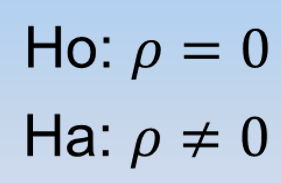 Ho: 𝜌 = 0
Ha: 𝜌 ≠ 0